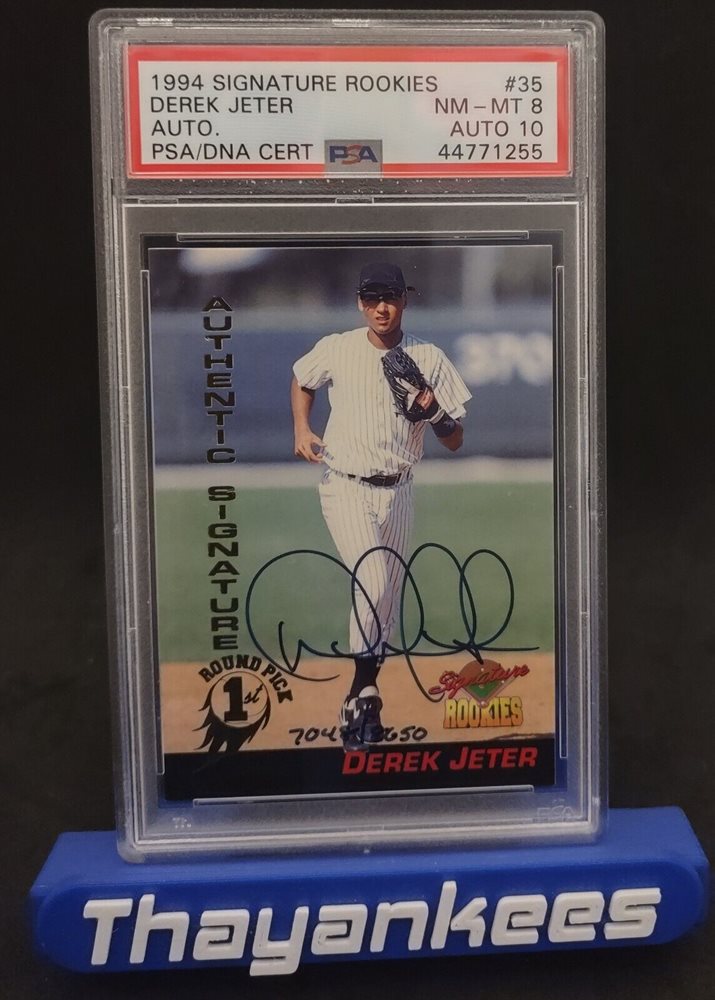 1994 SIGNATURE ROOKIES #35
DEREK JETER NM - MT 8
AUTO. AUTO 10
PSA/DNA CERT PSA 44771255
AUTHENTIC SIGNATURE
ROUND PICK
1st
Signature
ROOKIES
DEREK JETER
PSA
Thayankees